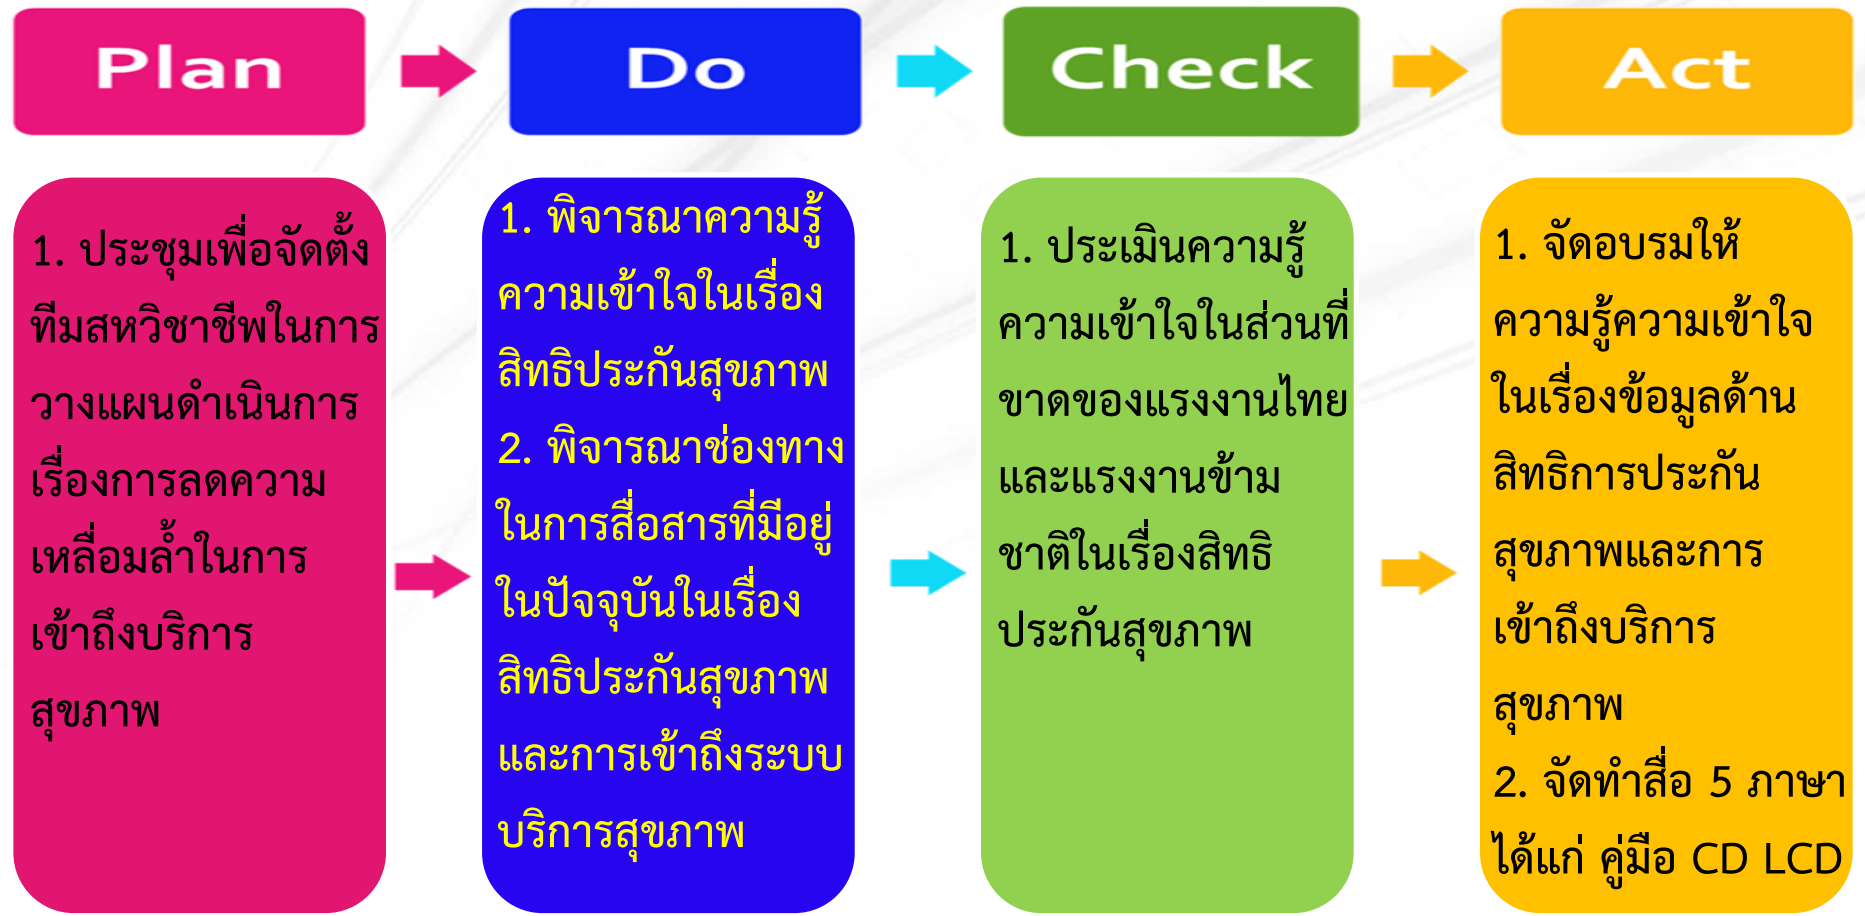 Plan
Do
Check
Act
1. ประชุมเพื่อจัดตั้ง
ทีมสหวิชาชีพในการ
วางแผนดำเนินการ
เรื่องการลดความ
เหลื่อมล้ำในการ
เข้าถึงบริการ
สุขภาพ
1. พิจารณาความรู้
ความเข้าใจในเรื่อง
สิทธิประกันสุขภาพ
2. พิจารณาช่องทาง
ในการสื่อสารที่มีอยู่
ในปัจจุบันในเรื่อง
สิทธิประกันสุขภาพ
และการเข้าถึงระบบ
บริการสุขภาพ
1. ประเมินความรู้
ความเข้าใจในส่วนที่
ขาดของแรงงานไทย
และแรงงานข้าม
ชาติในเรื่องสิทธิ
ประกันสุขภาพ
1. จัดอบรมให้
ความรู้ความเข้าใจ
ในเรื่องข้อมูลด้าน
สิทธิการประกัน
สุขภาพและการ
เข้าถึงบริการ
สุขภาพ
2. จัดทำสื่อ 5 ภาษา
ได้แก่ คู่มือ CD LCD